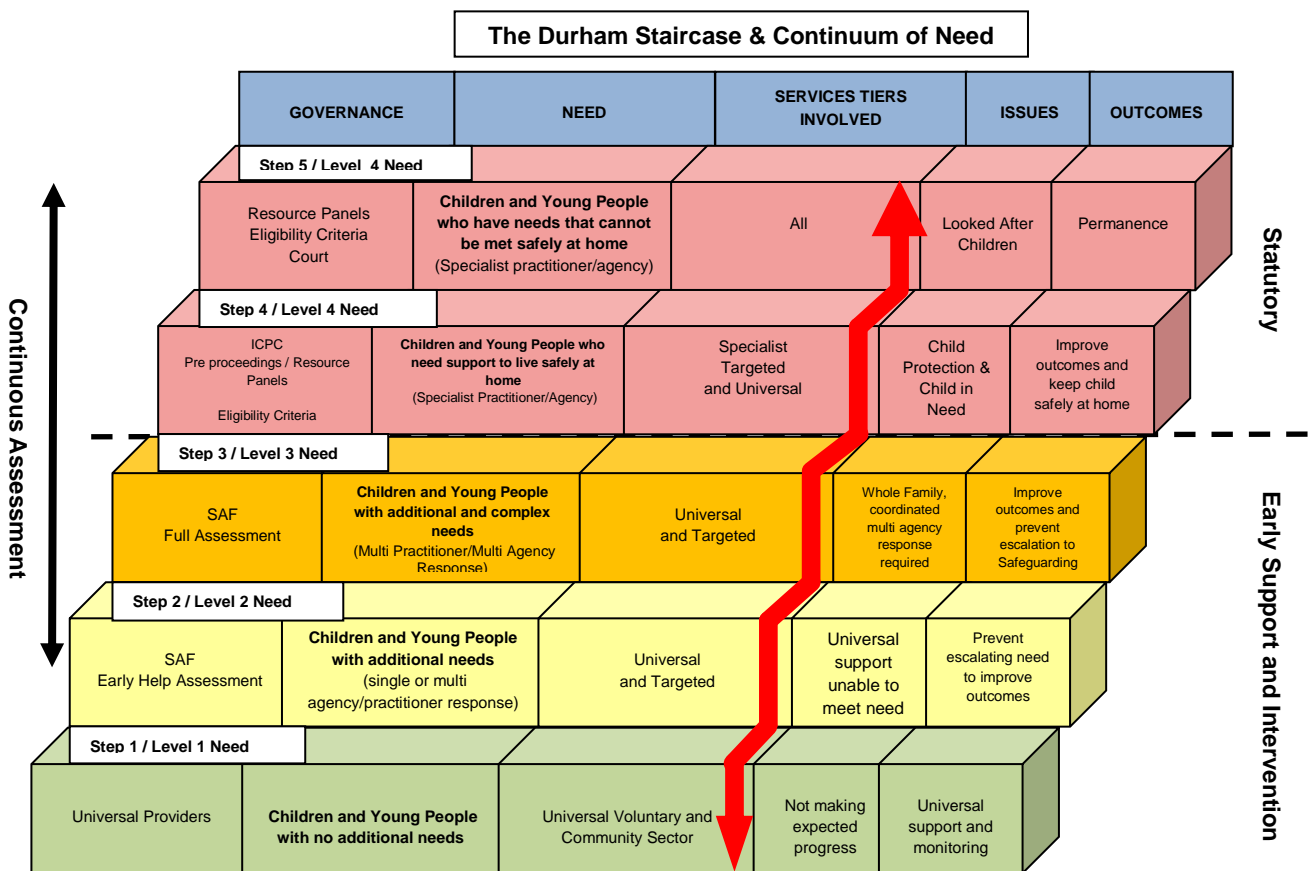 The Durham Staircase & Continuum of Need
GOVERNANCE
NEED
SERVICES TIERS
INVOLVED
ISSUES
OUTCOMES
Step 5 / Level 4 Need
Resource Panels
Eligibility Criteria
Court
Children and Young People
who have needs that cannot
be met safely at home
(Specialist practitioner/agency)
All
Looked After
Children
Permanence
Step 4 / Level 4 Need
ICPC
Pre proceedings / Resource
Panels
Eligibility Criteria
Children and Young People who
need support to live safely at
home
(Specialist Practitioner/Agency)
Specialist
Targeted
and Universal
Child
Protection &
Child in
Need
Improve
outcomes and
keep child
safely at home
Step 3 / Level 3 Need
SAF
Full Assessment
Children and Young People
with additional and complex
needs
(Multi Practitioner/Multi Agency
Response)
Universal
and Targeted
Whole Family,
coordinated
multi agency
response
required
Improve
outcomes and
prevent
escalation to
Safeguarding
Step 2 / Level 2 Need
SAF
Early Help Assessment
Children and Young People
with additional needs
(single or multi
agency/practitioner response)
Universal
and Targeted
Universal
support
unable to
meet need
Prevent
escalating need
to improve
outcomes
Step 1 / Level 1 Need
Universal Providers
Children and Young People
with no additional needs
Universal Voluntary and
Community Sector
Not making
expected
progress
Universal
support and
monitoring
Continuous Assessment
Statutory
Early Support and Intervention